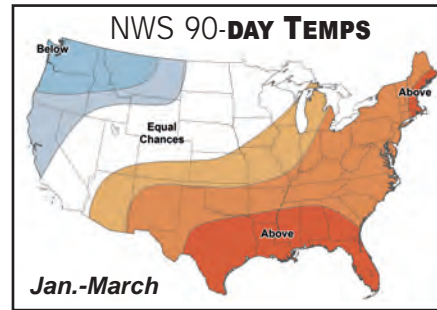 NWS 90-DAY TEMPS
Below
Above
Equal
Chances
Above
Jan.-March